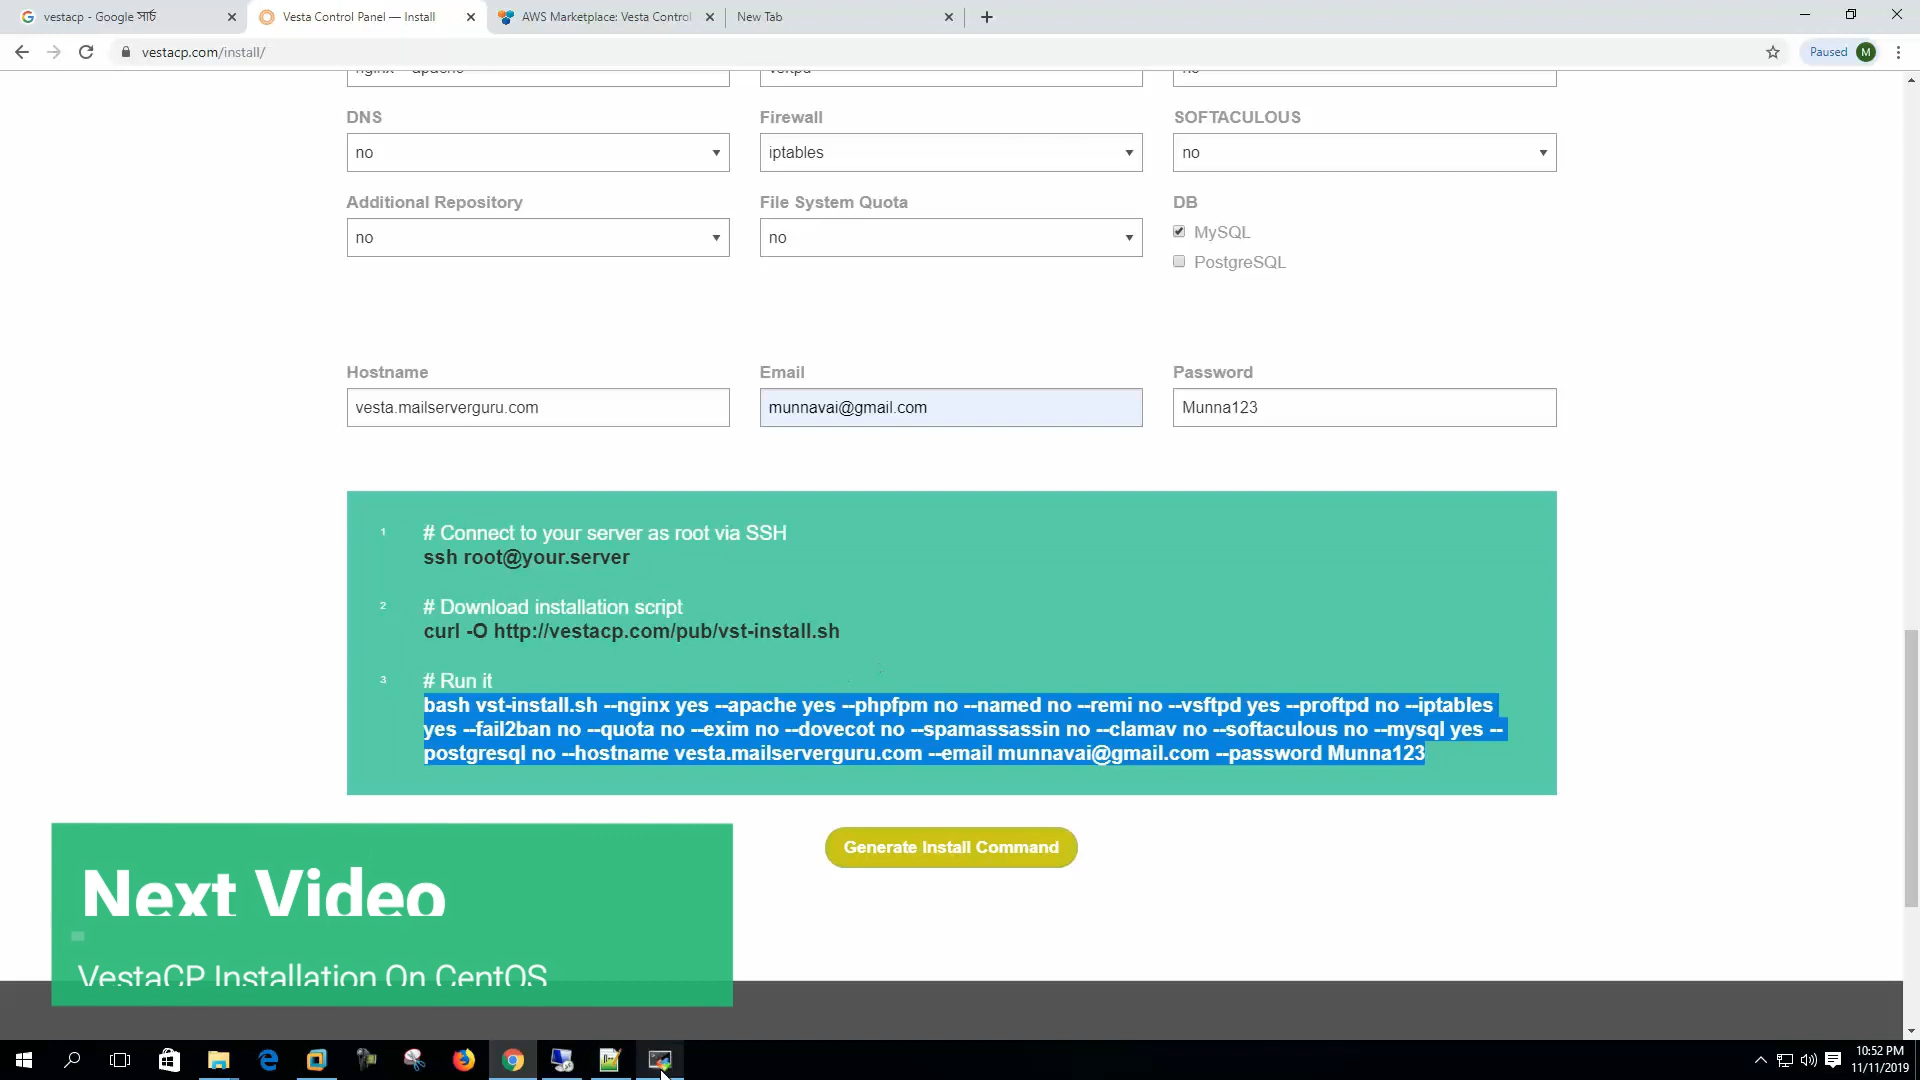 vestacp - Google সার্চ
Vesta Control Panel — Install
AWS Marketplace: Vesta Control
New Tab
vestacp.com/install/
Paused
M
nginx + apache
vsftpd
no
DNS
Firewall
SOFTACULOUS
no
iptables
no
Additional Repository
File System Quota
DB
no
no
MySQL
PostgreSQL
Hostname
Email
Password
vesta.mailserverguru.com
munnavai@gmail.com
Munna123
1
# Connect to your server as root via SSH
ssh root@your.server
2
# Download installation script
curl -O http://vestacp.com/pub/vst-install.sh
3
# Run it
bash vst-install.sh --nginx yes --apache yes --phpfpm no --named no --remi no --vsftpd yes --proftpd no --iptables
yes --fail2ban no --quota no --exim no --dovecot no --spamassassin no --clamav no --softaculous no --mysql yes --
postgresql no --hostname vesta.mailserverguru.com --email munnavai@gmail.com --password Munna123
Generate Install Command
Next Video
VestaCP Installation On CentOS
10:52 PM
11/11/2019